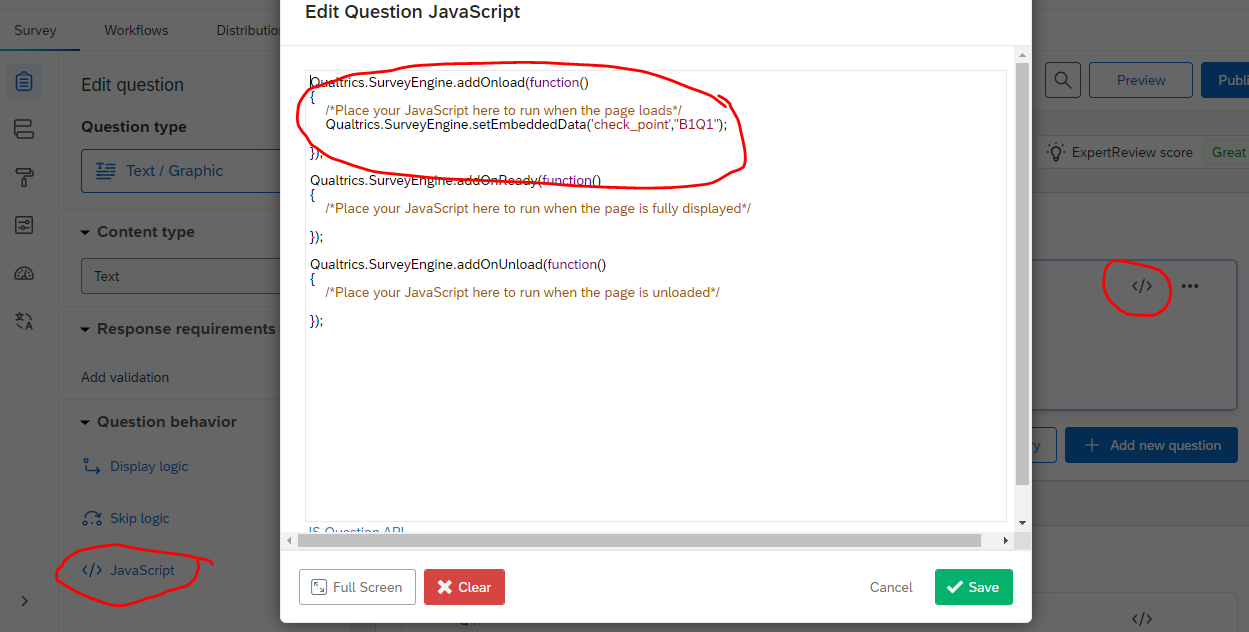 Edit Question JavaScript
Survey
Workflows
Distributio
Edit question
Question type
Text / Graphic
Content type
Text
Response requirements
Add validation
Question behavior
Display logic
Skip logic
</> JavaScript
Qualtrics.SurveyEngine.addOnload(function()
{
/*Place your JavaScript here to run when the page loads*/
Qualtrics.SurveyEngine.setEmbeddedData('check_point',"B1Q1");
});
Qualtrics.SurveyEngine.addOnReady(function()
{
/*Place your JavaScript here to run when the page is fully displayed*/
});
Qualtrics.SurveyEngine.addOnUnload(function()
{
/*Place your JavaScript here to run when the page is unloaded*/
});
JS Question API
Full Screen
Clear
Cancel
Save
Preview
Publi
ExpertReview score
Great
</>
y
Add new question
</>